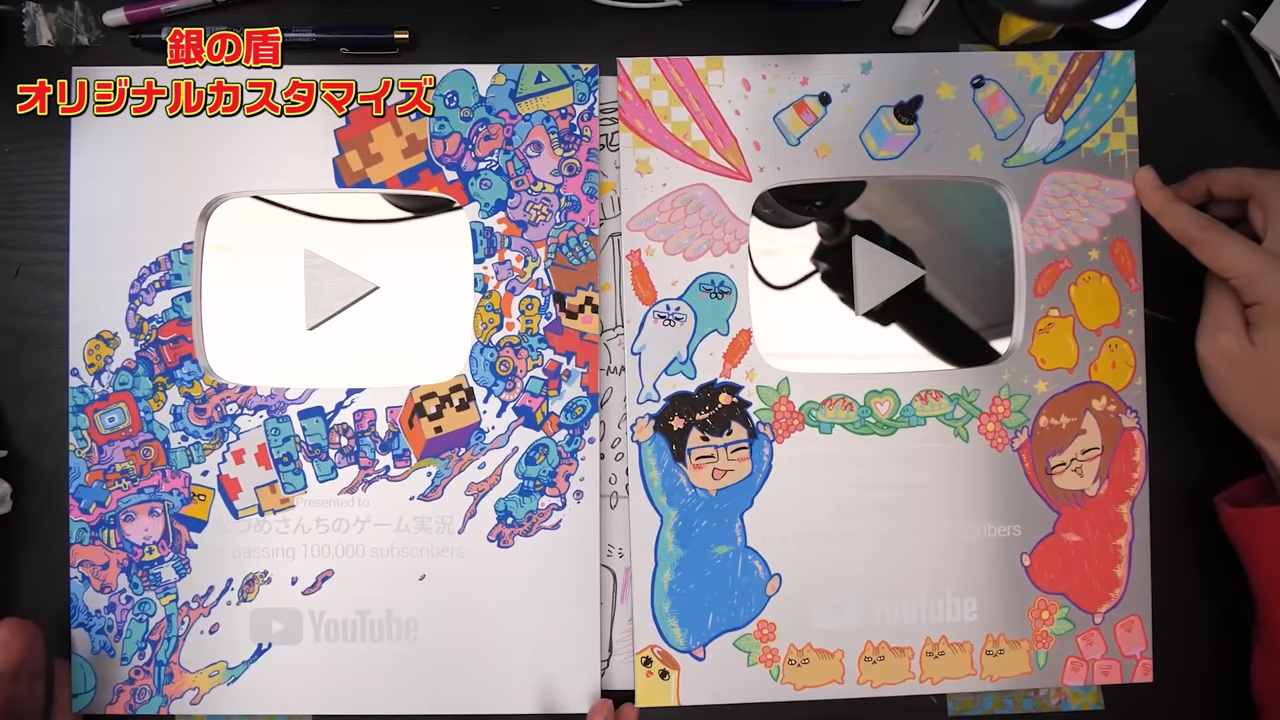 銀の盾
オリジナルカスタマイズ
Presented to
なつめさんちのゲーム実況
passing 100,000 subscribers
YouTube
YouTube